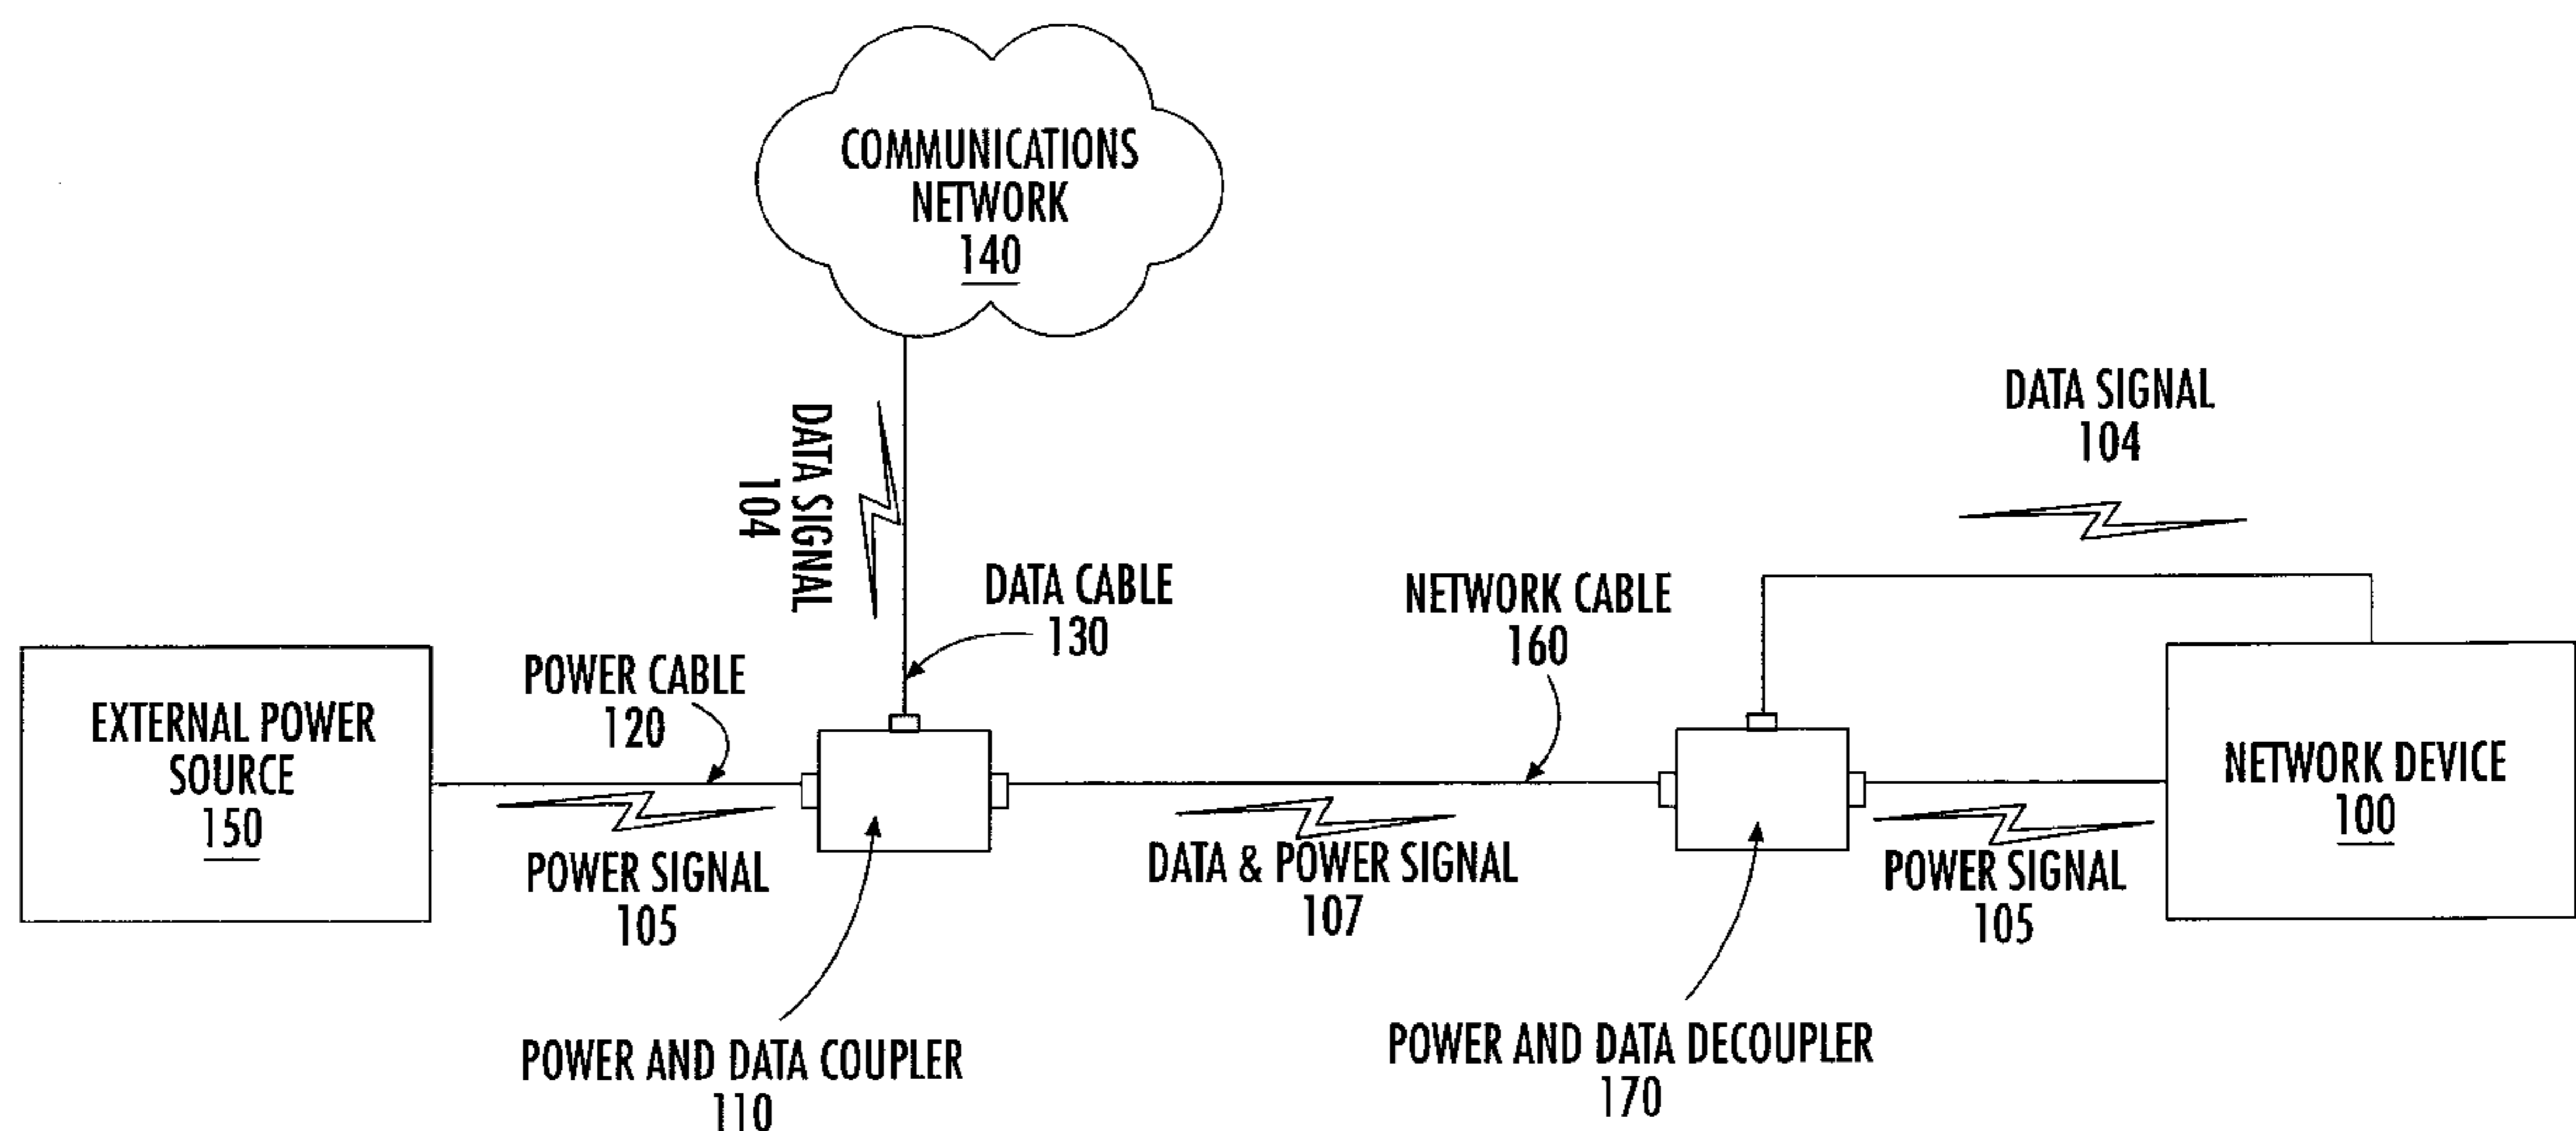 COMMUNICATIONS
NETWORK
140
DATA SIGNAL
104
DATA SIGNAL
104
DATA CABLE
130
NETWORK CABLE
160
POWER CABLE
120
EXTERNAL POWER
SOURCE
150
POWER SIGNAL
105
DATA & POWER SIGNAL
107
POWER SIGNAL
105
NETWORK DEVICE
100
POWER AND DATA COUPLER
110
POWER AND DATA DECOUPLER
170